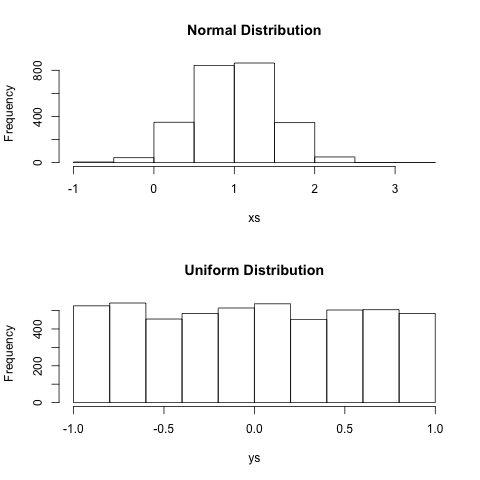 Normal Distribution
Frequency
800
400
0
-1 0 1 2 3
xs
Uniform Distribution
Frequency
400
200
0
-1.0 -0.5 0.0 0.5 1.0
ys